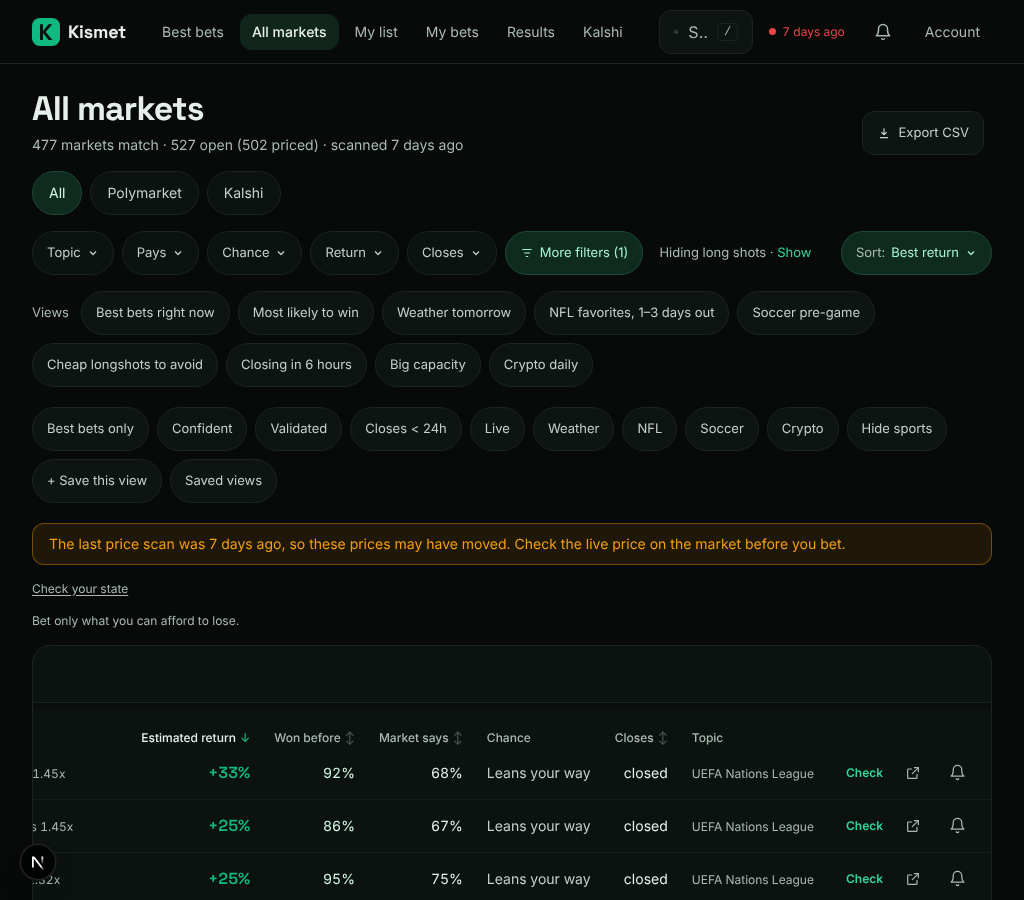 Kismet Best bets All markets My list My bets Results Kalshi S.. / 7 days ago Account
All markets
477 markets match · 527 open (502 priced) · scanned 7 days ago
Export CSV
All Polymarket Kalshi
Topic Pays Chance Return Closes More filters (1) Hiding long shots · Show Sort: Best return
Views Best bets right now Most likely to win Weather tomorrow NFL favorites, 1–3 days out Soccer pre-game
Cheap longshots to avoid Closing in 6 hours Big capacity Crypto daily
Best bets only Confident Validated Closes < 24h Live Weather NFL Soccer Crypto Hide sports
+ Save this view Saved views
The last price scan was 7 days ago, so these prices may have moved. Check the live price on the market before you bet.
Check your state
Bet only what you can afford to lose.
Estimated return ↓ Won before Market says Chance Closes Topic
1.45x +33% 92% 68% Leans your way closed UEFA Nations League Check
s 1.45x +25% 86% 67% Leans your way closed UEFA Nations League Check
+25% 95% 75% Leans your way closed UEFA Nations League Check